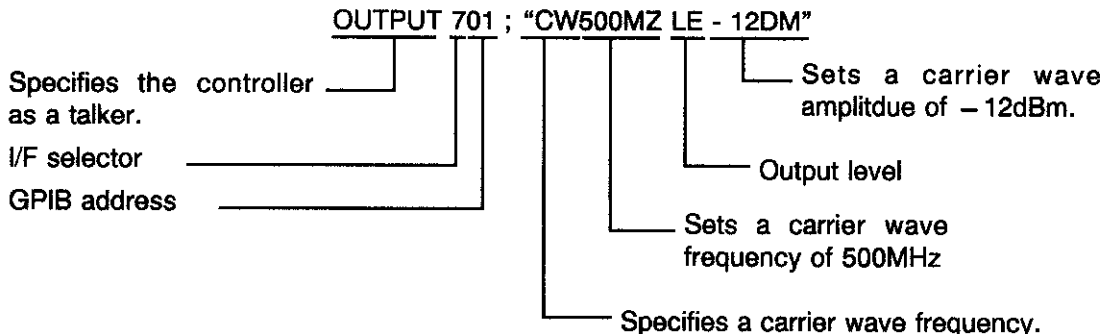 OUTPUT 701 ; “CW500MZ LE - 12DM”
Specifies the controller
as a talker.
I/F selector
GPIB address
Sets a carrier wave
amplitdue of – 12dBm.
Output level
Sets a carrier wave
frequency of 500MHz
Specifies a carrier wave frequency.